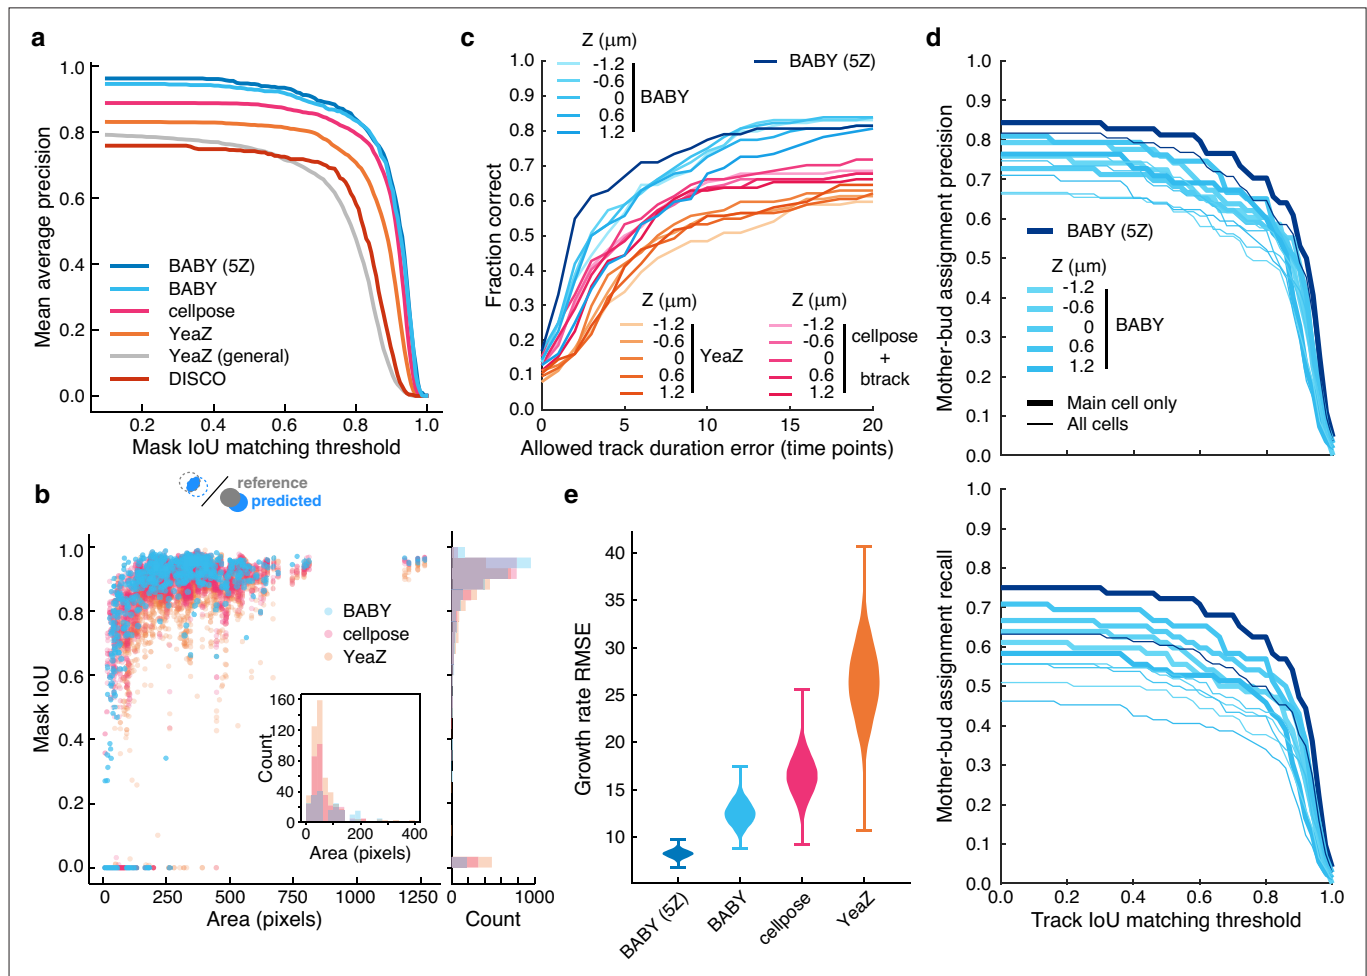 a
Mean average precision
1.0
0.8
0.6
0.4
0.2
0.0
BABY (5Z)
BABY
cellpose
YeaZ
YeaZ (general)
DISCO
0.2
0.4
0.6
0.8
1.0
Mask IoU matching threshold
c
Fraction correct
1.0
0.9
0.8
0.7
0.6
0.5
0.4
0.3
0.2
0.1
0.0
Z (μm)
-1.2
-0.6
0
0.6
1.2
BABY
BABY (5Z)
Z (μm)
-1.2
-0.6
0
0.6
1.2
YeaZ
Z (μm)
-1.2
-0.6
0
0.6
1.2
cellpose
+
btrack
0
5
10
15
20
Allowed track duration error (time points)
d
Mother-bud assignment precision
1.0
0.9
0.8
0.7
0.6
0.5
0.4
0.3
0.2
0.1
0.0
BABY (5Z)
Z (μm)
-1.2
-0.6
0
0.6
1.2
BABY
Main cell only
All cells
Mother-bud assignment recall
1.0
0.9
0.8
0.7
0.6
0.5
0.4
0.3
0.2
0.1
0.0
0.0
0.2
0.4
0.6
0.8
1.0
Track IoU matching threshold
b
reference
predicted
Mask IoU
1.0
0.8
0.6
0.4
0.2
0.0
BABY
cellpose
YeaZ
Count
160
120
80
40
0
0
200
400
Area (pixels)
0
250
500
750
1000
1250
Area (pixels)
0
1000
Count
e
Growth rate RMSE
40
35
30
25
20
15
10
BABY (5Z)
BABY
cellpose
YeaZ